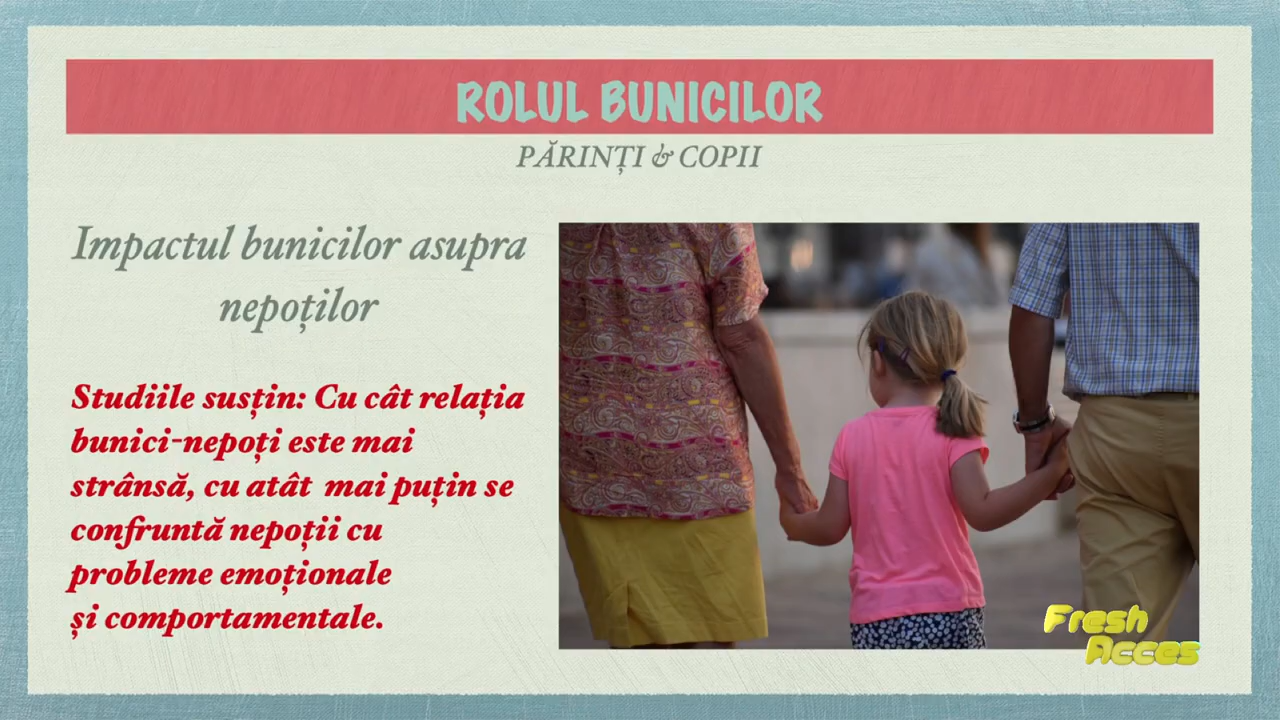 ROLUL BUNICILOR
PĂRINȚI & COPII
Impactul bunicilor asupra
nepoților
Studiile susțin: Cu cât relația
bunici-nepoți este mai
strânsă, cu atât mai puțin se
confruntă nepoții cu
probleme emoționale
și comportamentale.
Fresh
Acces